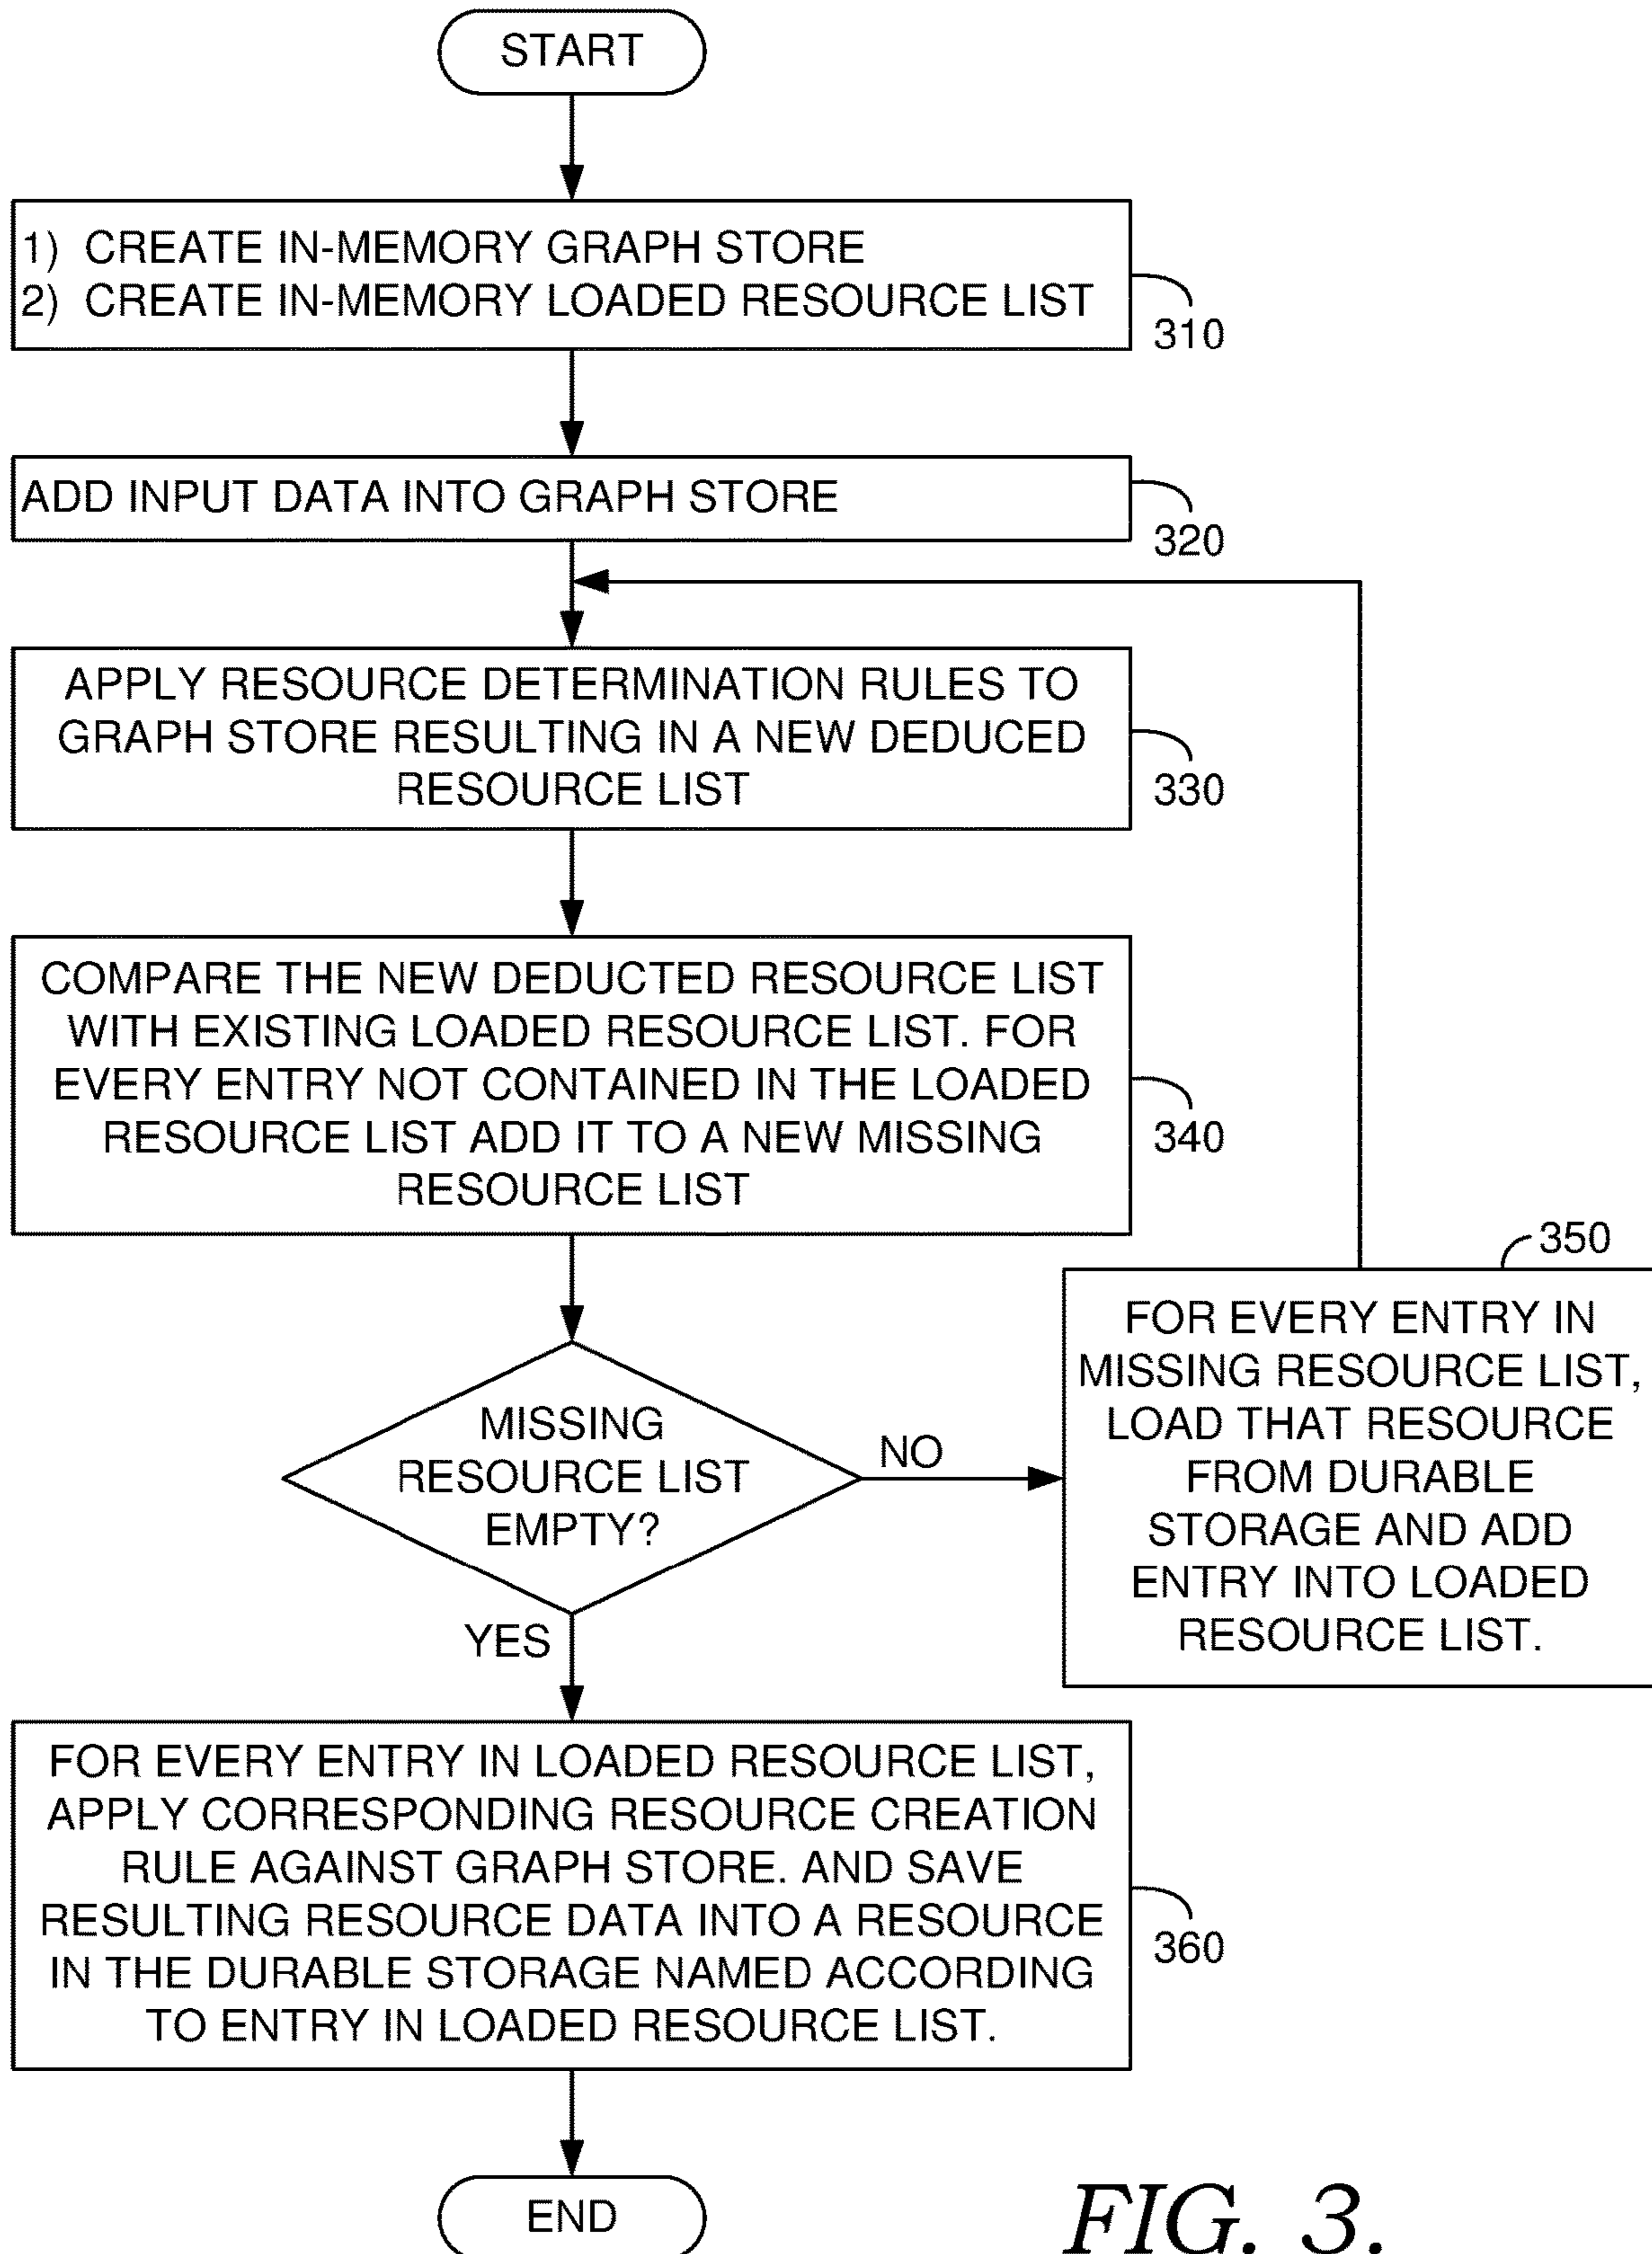 START
1) CREATE IN-MEMORY GRAPH STORE
2) CREATE IN-MEMORY LOADED RESOURCE LIST
310
ADD INPUT DATA INTO GRAPH STORE
320
APPLY RESOURCE DETERMINATION RULES TO
GRAPH STORE RESULTING IN A NEW DEDUCED
RESOURCE LIST
330
COMPARE THE NEW DEDUCTED RESOURCE LIST
WITH EXISTING LOADED RESOURCE LIST. FOR
EVERY ENTRY NOT CONTAINED IN THE LOADED
RESOURCE LIST ADD IT TO A NEW MISSING
RESOURCE LIST
340
MISSING
RESOURCE LIST
EMPTY?
NO
YES
350
FOR EVERY ENTRY IN
MISSING RESOURCE LIST,
LOAD THAT RESOURCE
FROM DURABLE
STORAGE AND ADD
ENTRY INTO LOADED
RESOURCE LIST.
FOR EVERY ENTRY IN LOADED RESOURCE LIST,
APPLY CORRESPONDING RESOURCE CREATION
RULE AGAINST GRAPH STORE. AND SAVE
RESULTING RESOURCE DATA INTO A RESOURCE
IN THE DURABLE STORAGE NAMED ACCORDING
TO ENTRY IN LOADED RESOURCE LIST.
360
END
FIG. 3.